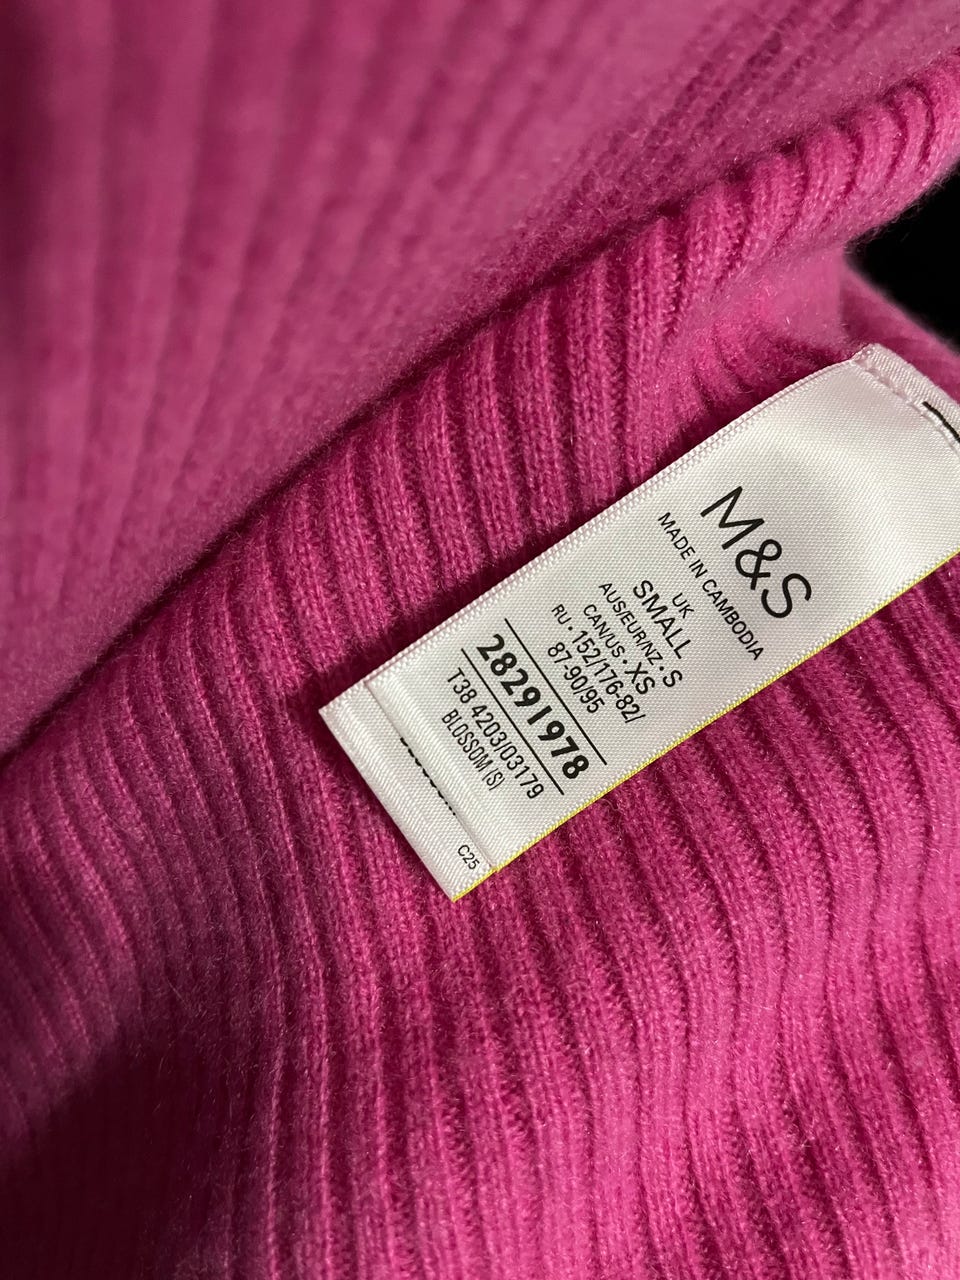 M&S
MADE IN CAMBODIA
UK
SMALL
AUS/EUR/NZ • S
CAN/US • XS
RU • 152/176-82/
87-90/95
28291978
T38 4203/03179
BLOSSOM (S)
C25